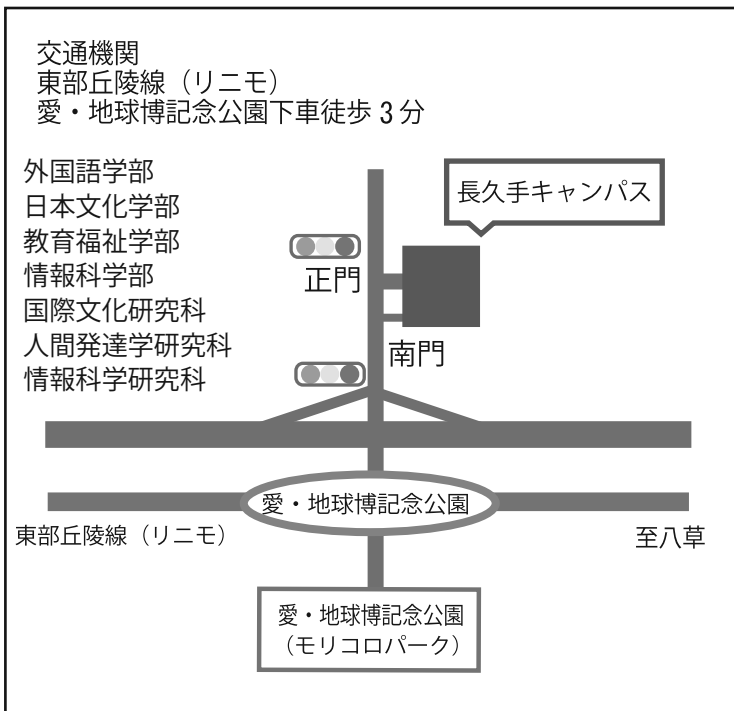 交通機関
東部丘陵線（リニモ）
愛・地球博記念公園下車徒歩 3 分
外国語学部
日本文化学部
教育福祉学部
情報科学部
国際文化研究科
人間発達学研究科
情報科学研究科
長久手キャンパス
正門
南門
愛・地球博記念公園
東部丘陵線（リニモ）
至八草
愛・地球博記念公園
（モリコロパーク）